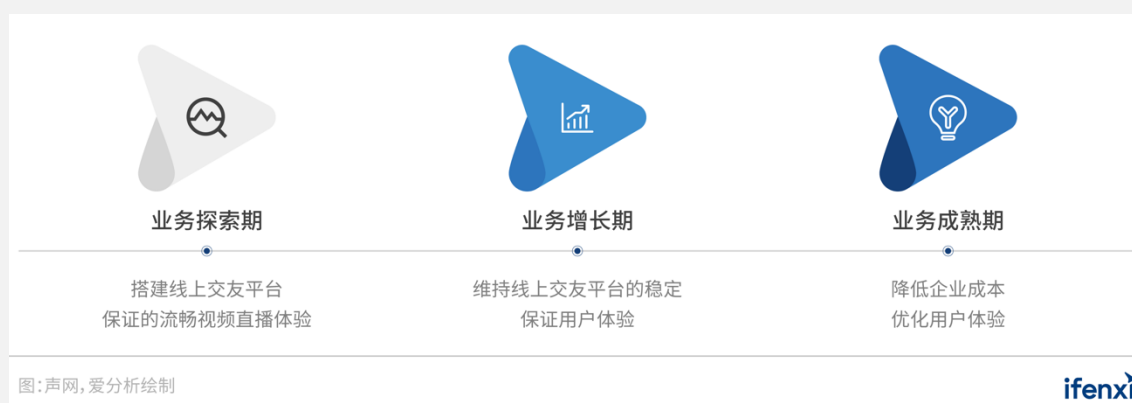 业务探索期
业务增长期
业务成熟期
搭建线上交友平台
保证的流畅视频直播体验
维持线上交友平台的稳定
保证用户体验
降低企业成本
优化用户体验
图：声网，爱分析绘制
ifenxi